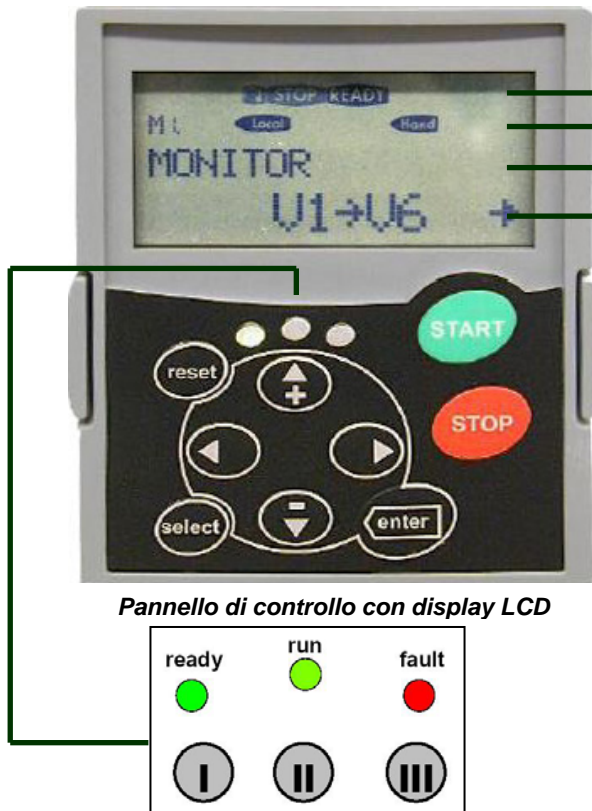 STOP READY
M1 Local Hand
MONITOR
V1→V6 →
START
reset
+
STOP
-
select
enter
Pannello di controllo con display LCD
ready run fault
I II III